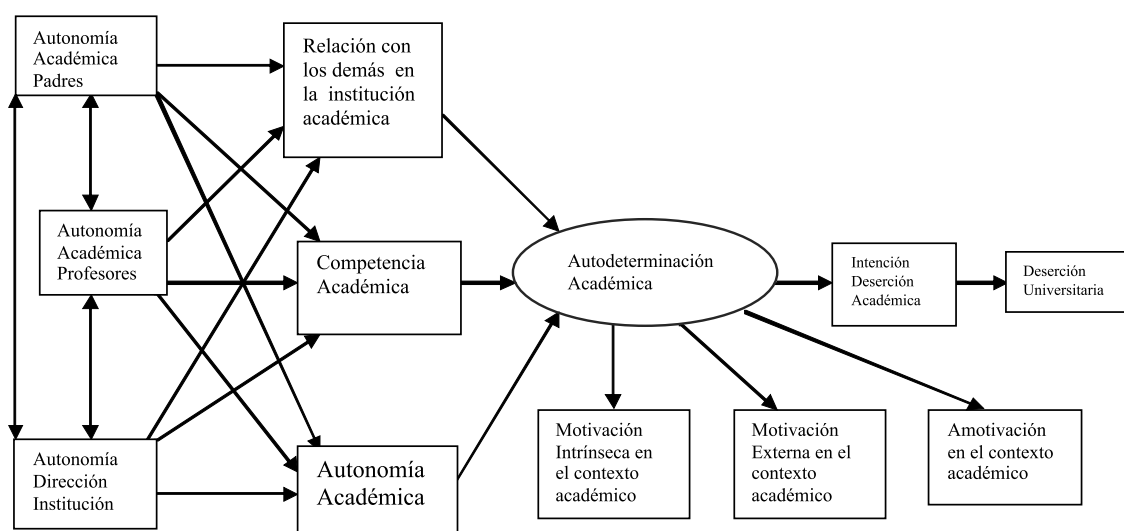 Autonomía
Académica
Padres
Relación con
los demás en
la institución
académica
Autonomía
Académica
Profesores
Competencia
Académica
Autodeterminación
Académica
Intención
Deserción
Académica
Deserción
Universitaria
Autonomía
Dirección
Institución
Autonomía
Académica
Motivación
Intrínseca en
el contexto
académico
Motivación
Externa en el
contexto
académico
Amotivación
en el contexto
académico